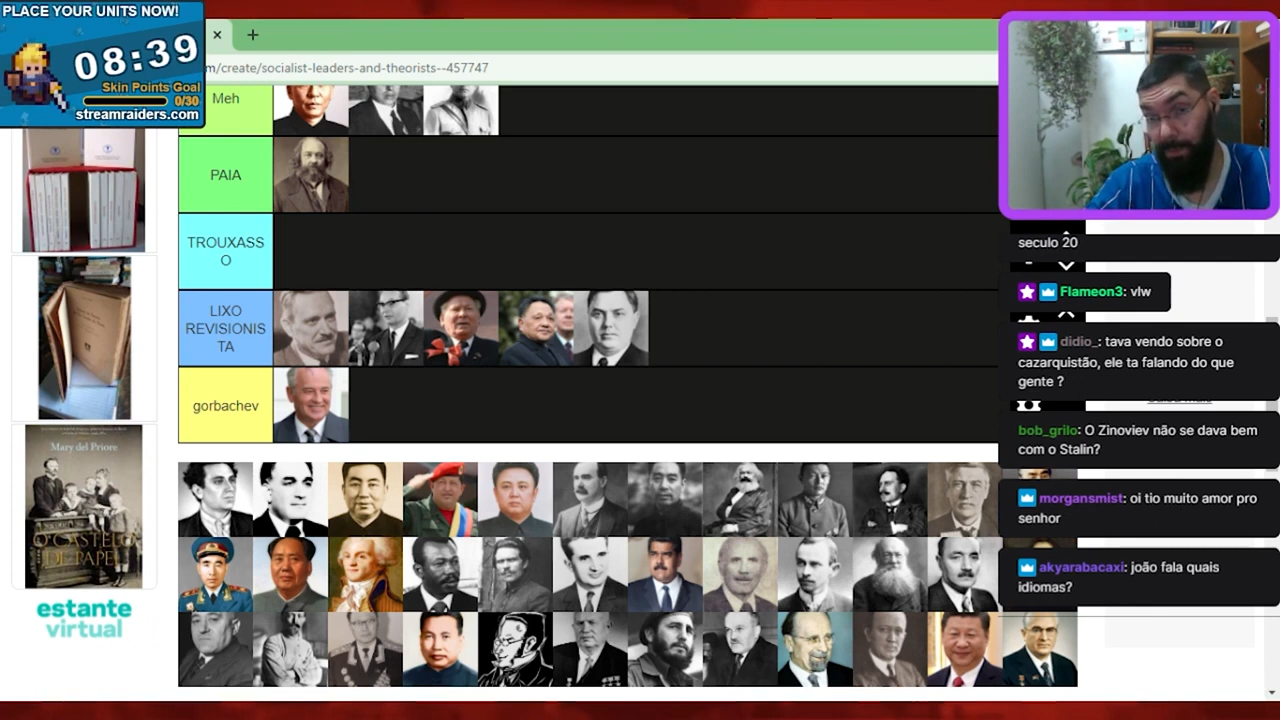 PLACE YOUR UNITS NOW!
08:39
Skin Points Goal
0/30
streamraiders.com
m/create/socialist-leaders-and-theorists--457747
Meh
PAIA
TROUXASS
O
LIXO
REVISIONIS
TA
gorbachev
Mary del Priore
O CASTELO
DE PAPEL
estante
virtual
seculo 20
Flameon3: vlw
didio_: tava vendo sobre o
cazarquistão, ele ta falando do que
gente ?
bob_grilo: O Zinoviev não se dava bem
com o Stalin?
morgansmist: oi tio muito amor pro
senhor
akyarabacaxi: joão fala quais
idiomas?